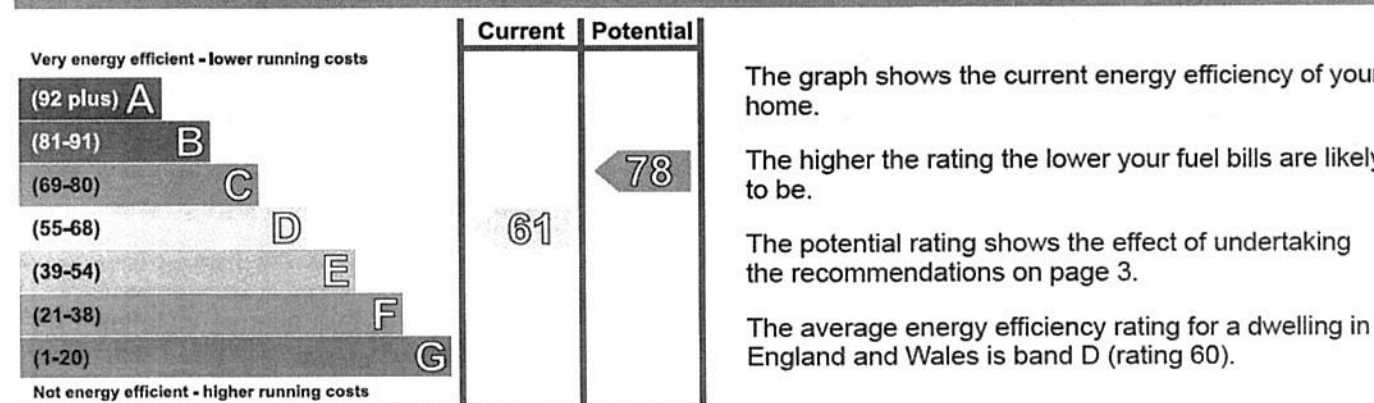 Current Potential
Very energy efficient - lower running costs
(92 plus) A
(81-91) B
(69-80) C
(55-68) D
(39-54) E
(21-38) F
(1-20) G
Not energy efficient - higher running costs
78
61
The graph shows the current energy efficiency of your
home.
The higher the rating the lower your fuel bills are likely
to be.
The potential rating shows the effect of undertaking
the recommendations on page 3.
The average energy efficiency rating for a dwelling in
England and Wales is band D (rating 60).